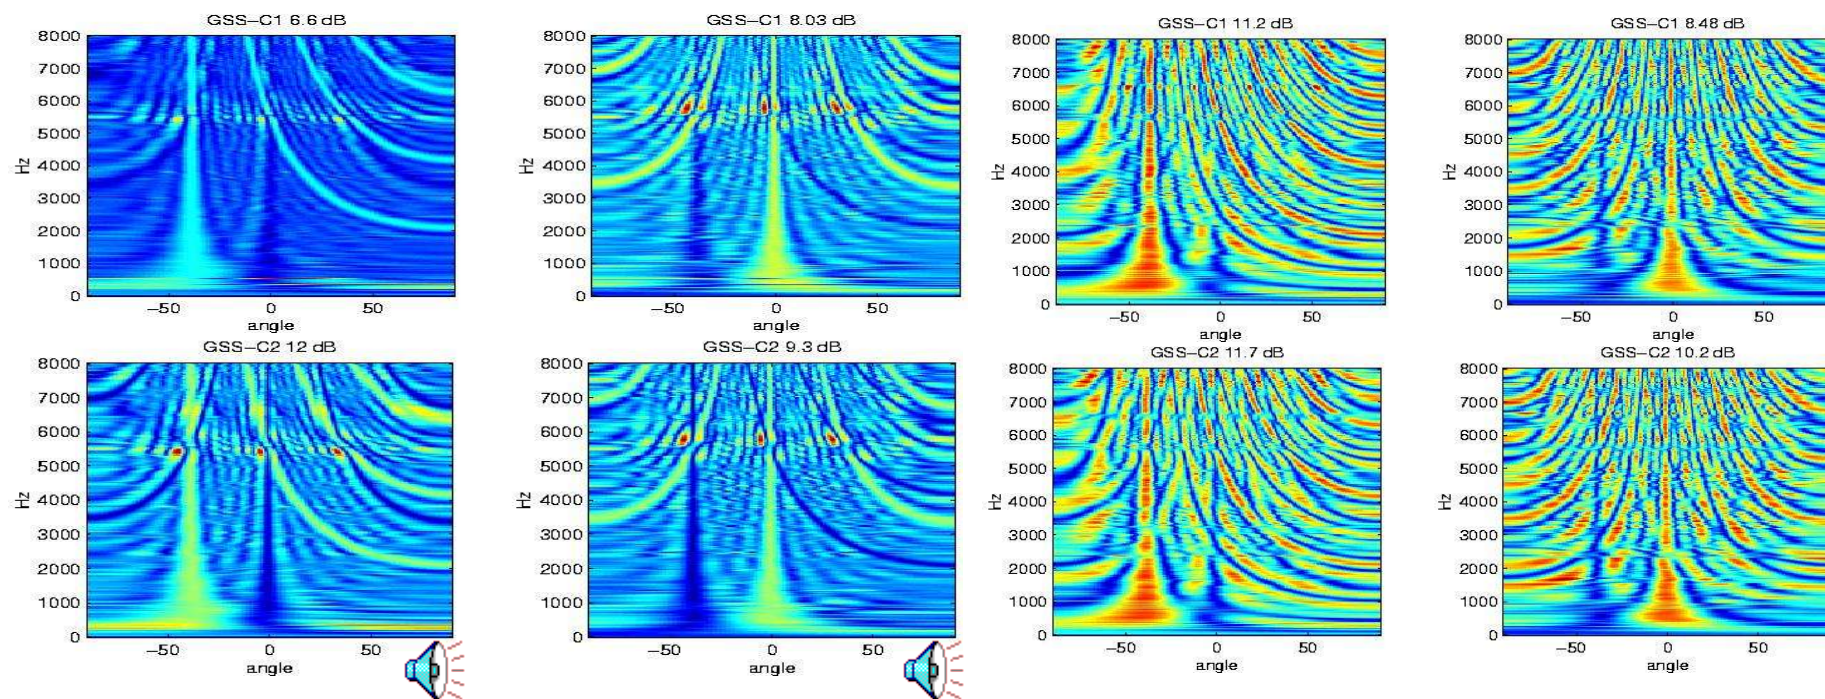 GSS–C1 6.6 dB
8000
7000
6000
5000
4000
3000
2000
1000
0
Hz
−50 0 50
angle
GSS–C1 8.03 dB
8000
7000
6000
5000
4000
3000
2000
1000
0
Hz
−50 0 50
angle
GSS–C1 11.2 dB
8000
7000
6000
5000
4000
3000
2000
1000
0
Hz
−50 0 50
angle
GSS–C1 8.48 dB
8000
7000
6000
5000
4000
3000
2000
1000
0
Hz
−50 0 50
angle
GSS–C2 12 dB
8000
7000
6000
5000
4000
3000
2000
1000
0
Hz
−50 0 50
angle
GSS–C2 9.3 dB
8000
7000
6000
5000
4000
3000
2000
1000
0
Hz
−50 0 50
angle
GSS–C2 11.7 dB
8000
7000
6000
5000
4000
3000
2000
1000
0
Hz
−50 0 50
angle
GSS–C2 10.2 dB
8000
7000
6000
5000
4000
3000
2000
1000
0
Hz
−50 0 50
angle